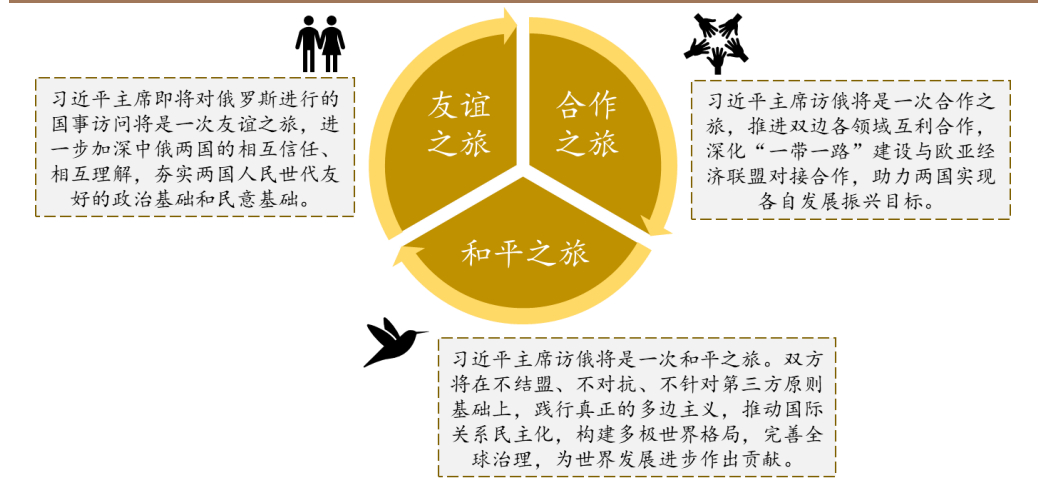 友谊
之旅
合作
之旅
和平之旅
习近平主席即将对俄罗斯进行的
国事访问将是一次友谊之旅，进
一步加深中俄两国的相互信任、
相互理解，夯实两国人民世代友
好的政治基础和民意基础。
习近平主席访俄将是一次合作之
旅，推进双边各领域互利合作，
深化“一带一路”建设与欧亚经
济联盟对接合作，助力两国实现
各自发展振兴目标。
习近平主席访俄将是一次和平之旅。双方
将在不结盟、不对抗、不针对第三方原则
基础上，践行真正的多边主义，推动国际
关系民主化，构建多极世界格局，完善全
球治理，为世界发展进步作出贡献。